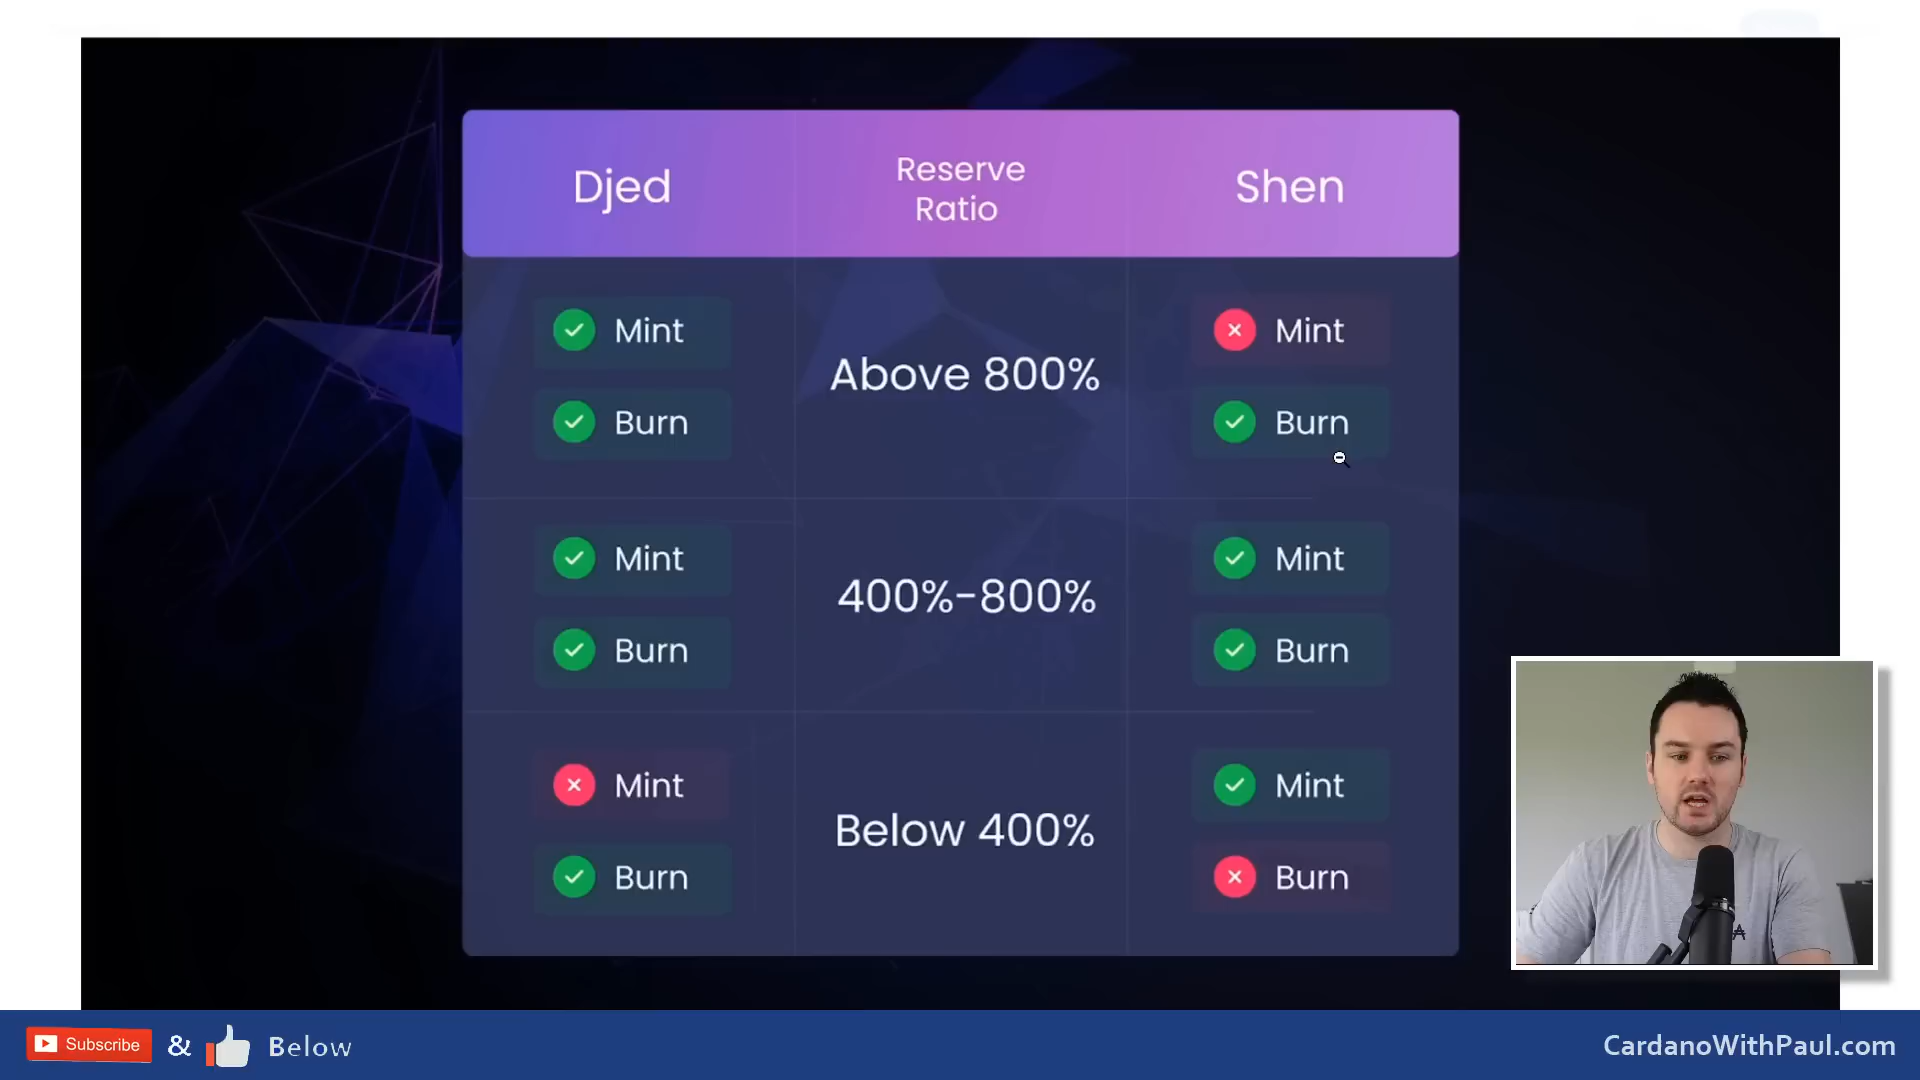 Djed
Reserve
Ratio
Shen
Mint
Burn
Above 800%
Mint
Burn
Mint
Burn
400%-800%
Mint
Burn
Mint
Burn
Below 400%
Mint
Burn
Subscribe & Below
CardanoWithPaul.com